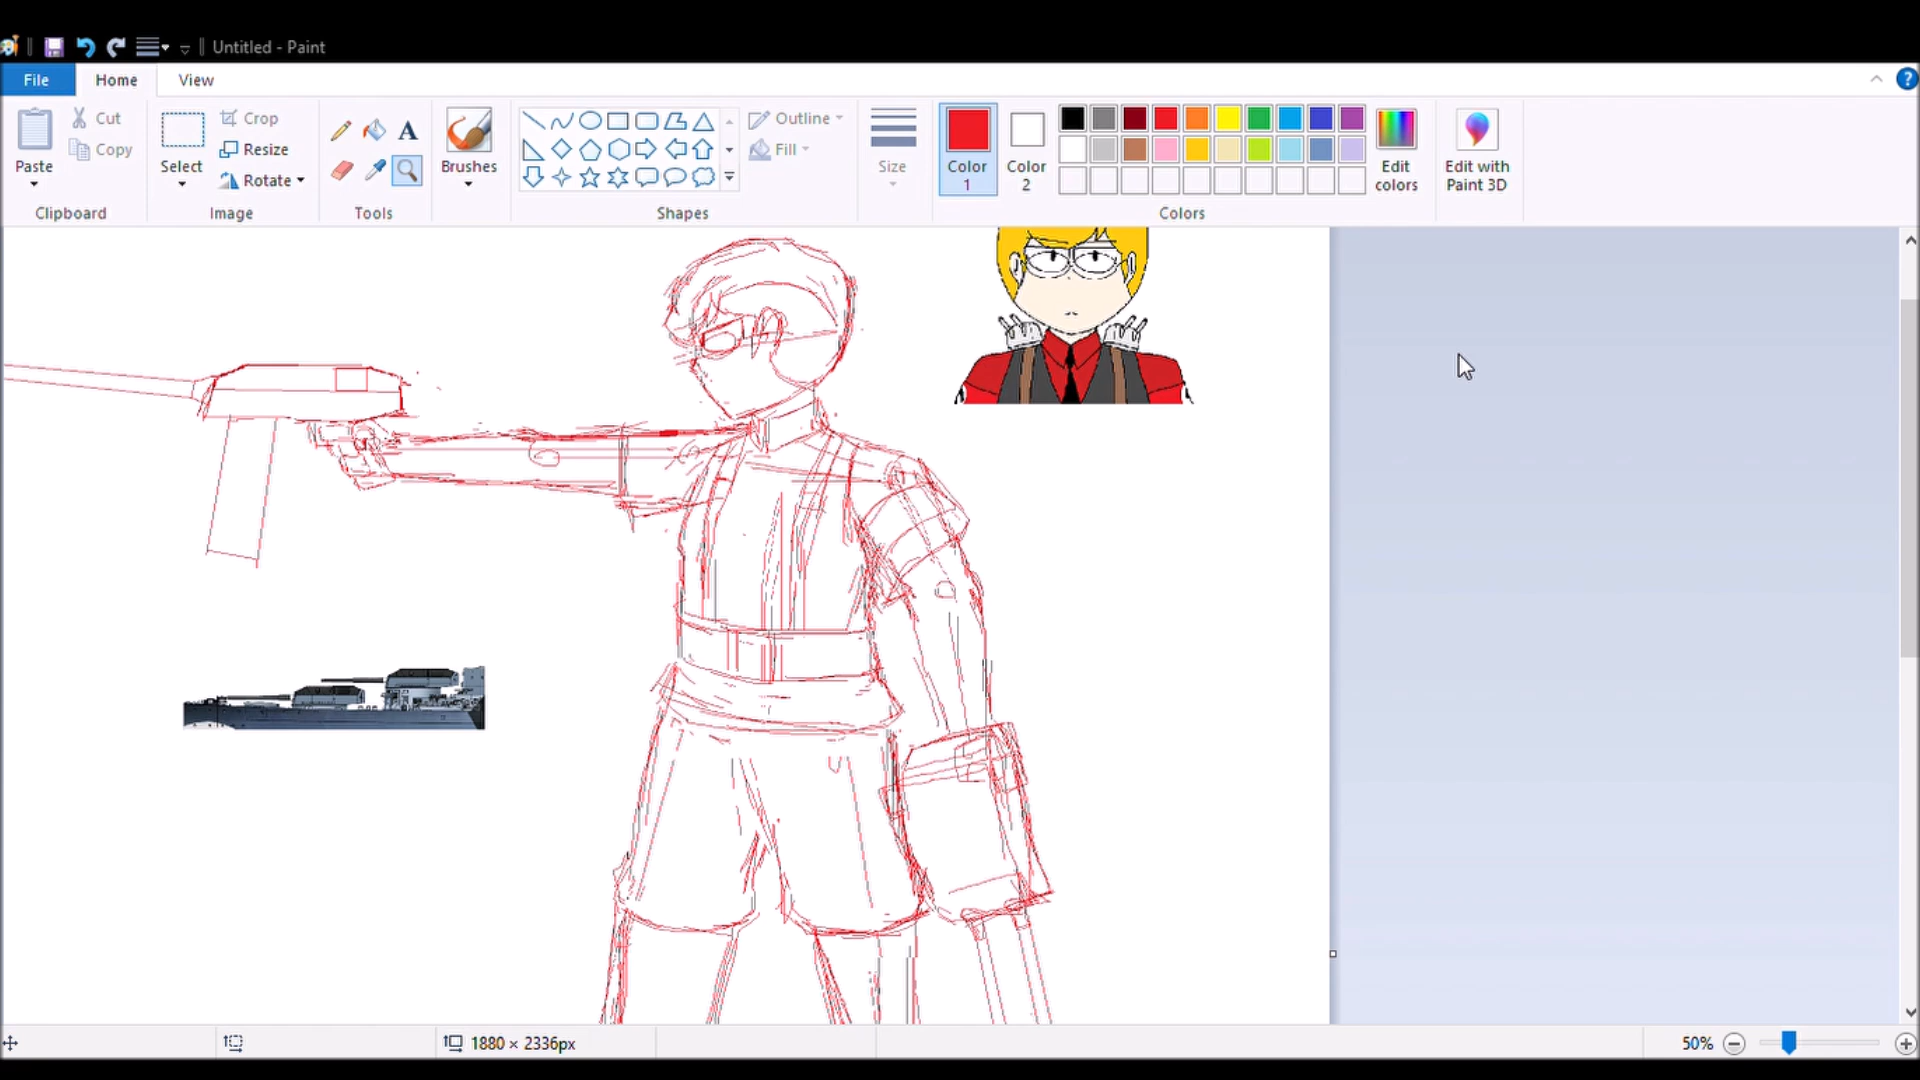 Untitled - Paint
File Home View
Paste
Cut
Copy
Clipboard
Select
Crop
Resize
Rotate
Image
A
Tools
Brushes
Shapes
Outline
Fill
Size
Color 1
Color 2
Colors
Edit colors
Edit with Paint 3D
?
1880 × 2336px
50%